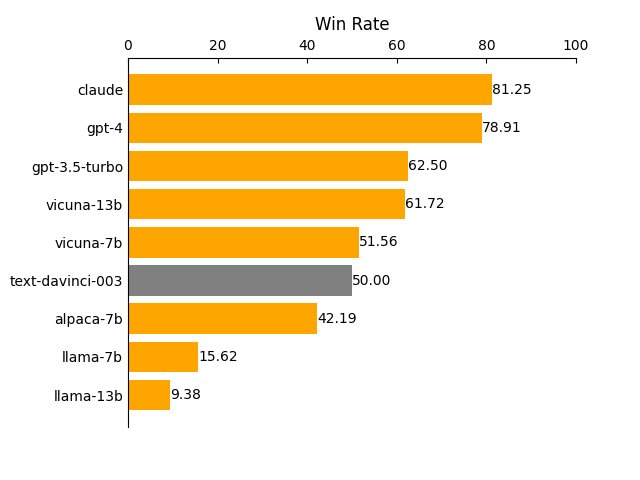 Win Rate
0 20 40 60 80 100
claude 81.25
gpt-4 78.91
gpt-3.5-turbo 62.50
vicuna-13b 61.72
vicuna-7b 51.56
text-davinci-003 50.00
alpaca-7b 42.19
llama-7b 15.62
llama-13b 9.38